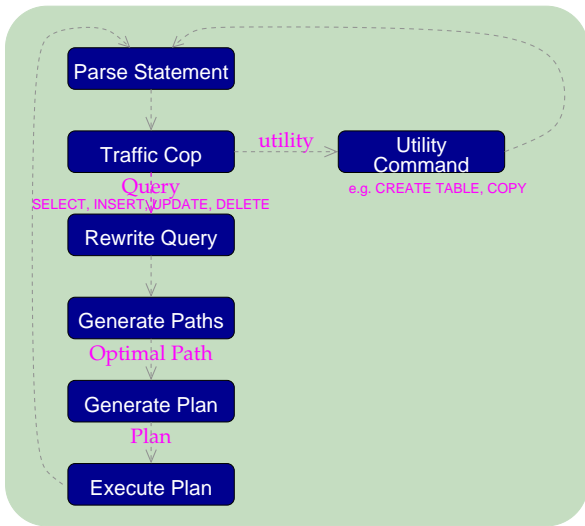 Parse Statement
utility
Traffic Cop
Utility
Command
Query
e.g. CREATE TABLE, COPY
SELECT, INSERT, UPDATE, DELETE
Rewrite Query
Generate Paths
Optimal Path
Generate Plan
Plan
Execute Plan